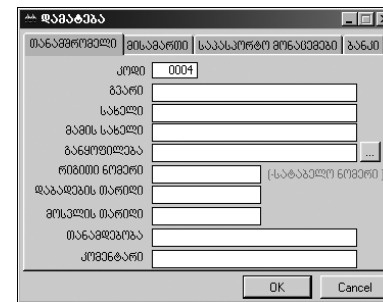 დამატება
თანამშრომელი მისამართი საპასპორტო მონაცემები ბანკი
კოდი 0004
გვარი
სახელი
მამის სახელი
განყოფილება ...
რიგითი ნომერი (-სატაბელო ნომერი)
დაბადების თარიღი
მოსვლის თარიღი
თანამდებობა
კომენტარი
OK Cancel